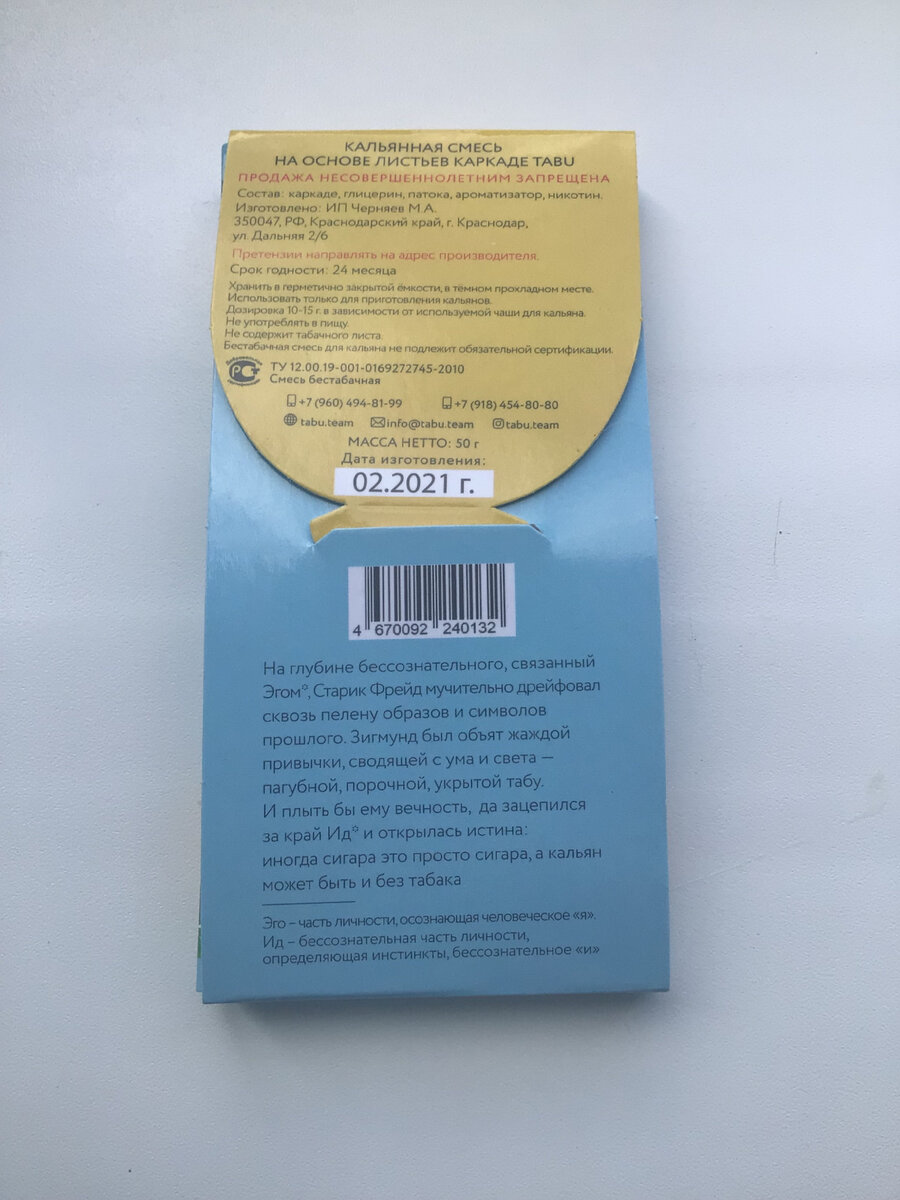 КАЛЬЯННАЯ СМЕСЬ
НА ОСНОВЕ ЛИСТЬЕВ КАРКАДЕ TABU
ПРОДАЖА НЕСОВЕРШЕННОЛЕТНИМ ЗАПРЕЩЕНА
Состав: каркаде, глицерин, патока, ароматизатор, никотин.
Изготовлено: ИП Черняев М.А.
350047, РФ, Краснодарский край, г. Краснодар,
ул. Дальняя 2/6
Претензии направлять на адрес производителя.
Срок годности: 24 месяца
Хранить в герметично закрытой ёмкости, в тёмном прохладном месте.
Использовать только для приготовления кальянов.
Дозировка 10-15 г. в зависимости от используемой чаши для кальяна.
Не употреблять в пищу.
Не содержит табачного листа.
Бестабачная смесь для кальяна не подлежит обязательной сертификации.
ТУ 12.00.19-001-0169272745-2010
Смесь бестабачная
+7 (960) 494-81-99 +7 (918) 454-80-80
tabu.team info@tabu.team tabu.team
МАССА НЕТТО: 50 г
Дата изготовления:
02.2021 г.
4 670092 240132
На глубине бессознательного, связанный
Эгом*, Старик Фрейд мучительно дрейфовал
сквозь пелену образов и символов
прошлого. Зигмунд был объят жаждой
привычки, сводящей с ума и света —
пагубной, порочной, укрытой табу.
И плыть бы ему вечность, да зацепился
за край Ид* и открылась истина:
иногда сигара это просто сигара, а кальян
может быть и без табака
Эго – часть личности, осознающая человеческое «я».
Ид – бессознательная часть личности,
определяющая инстинкты, бессознательное «и»